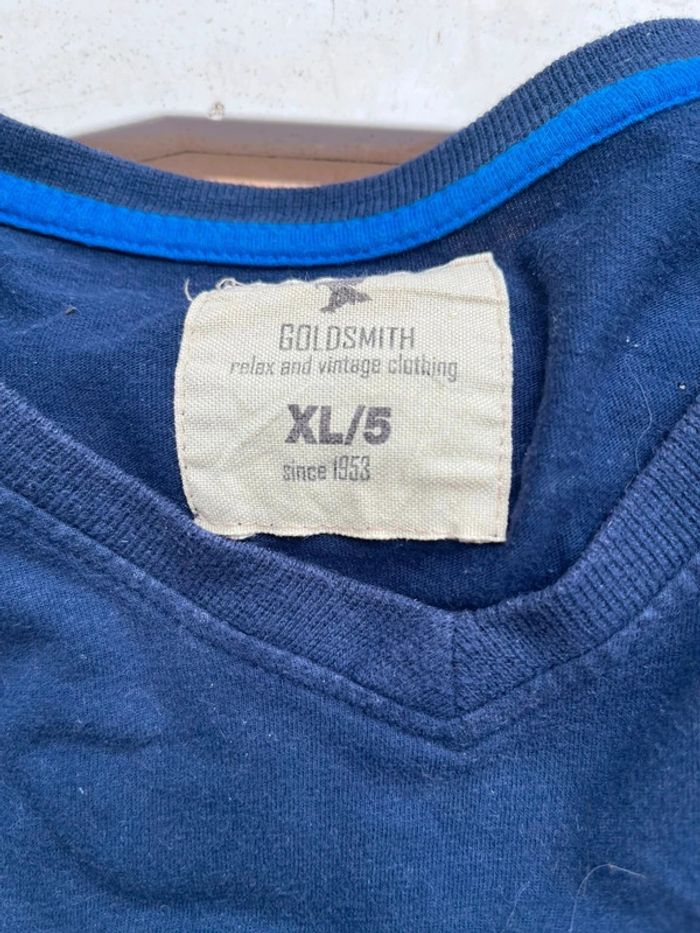 GOLDSMITH
relax and vintage clothing
XL/5
since 1953